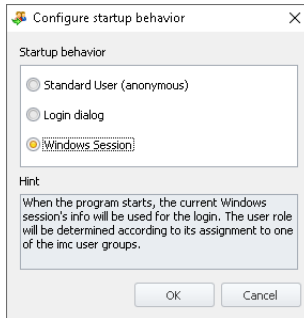 Configure startup behavior
Startup behavior
Standard User (anonymous)
Login dialog
Windows Session
Hint
When the program starts, the current Windows
session's info will be used for the login. The user role
will be determined according to its assignment to one
of the imc user groups.
OK Cancel